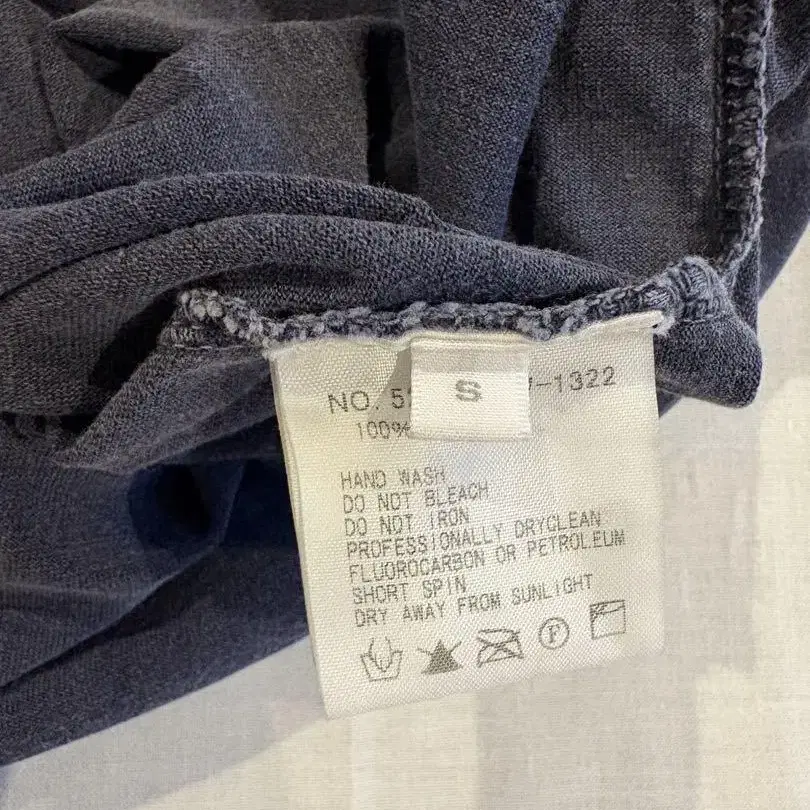 NO. 5 -1322
S
100%
HAND WASH
DO NOT BLEACH
DO NOT IRON
PROFESSIONALLY DRYCLEAN
FLUOROCARBON OR PETROLEUM
SHORT SPIN
DRY AWAY FROM SUNLIGHT
P